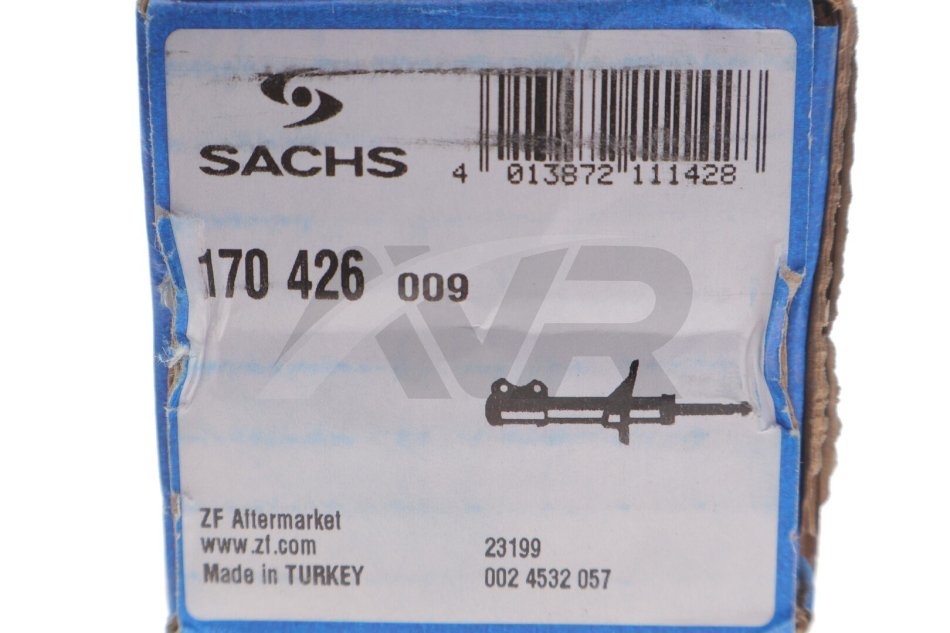 SACHS
4 013872 111428
170 426 009
AVR
ZF Aftermarket
www.zf.com
23199
Made in TURKEY
002 4532 057